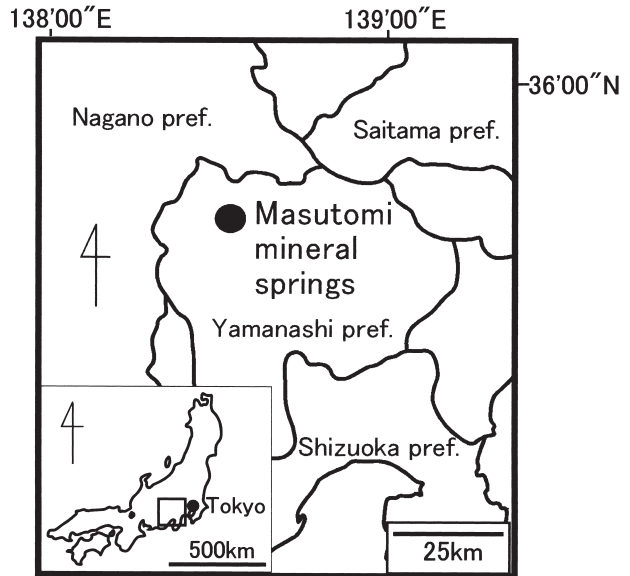 138'00"E
139'00"E
36'00"N
Nagano pref.
Saitama pref.
Masutomi
mineral
springs
Yamanashi pref.
Shizuoka pref.
Tokyo
500km
25km